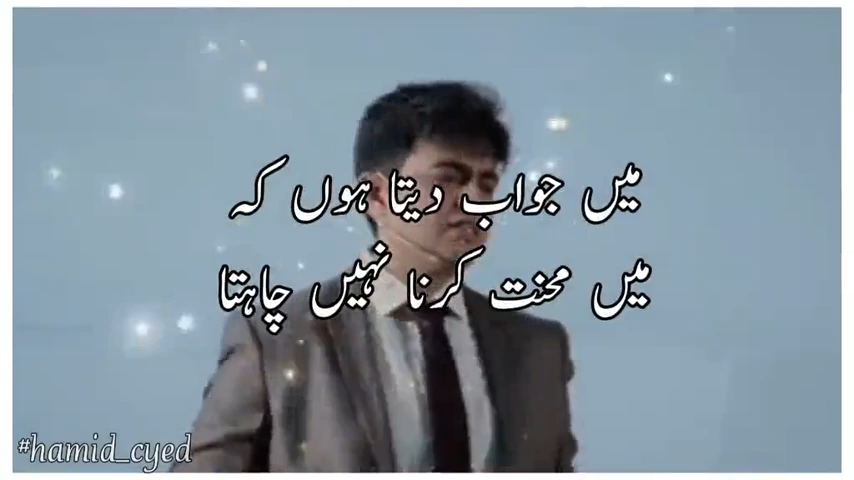 میں جواب دیتا ہوں کہ
میں محنت کرنا نہیں چاہتا
#hamid_cyed